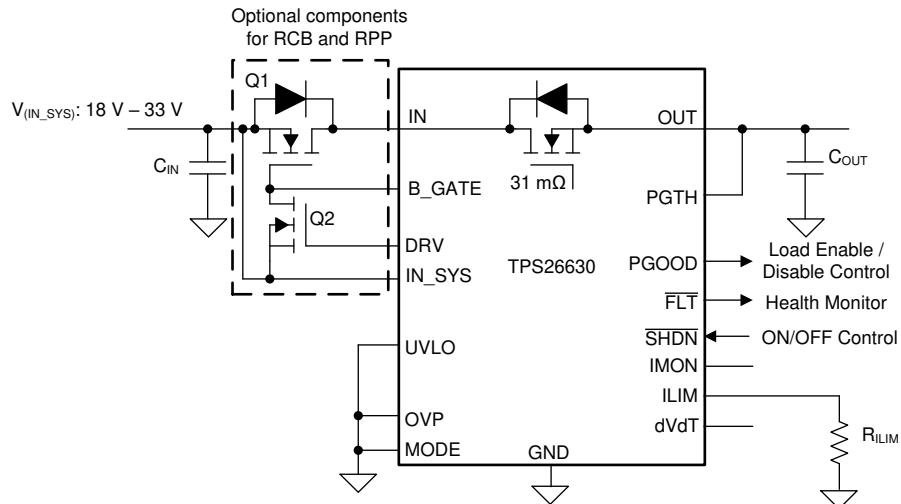 Optional components
for RCB and RPP
Q1
V(IN_SYS): 18 V – 33 V
IN
OUT
CIN
COUT
31 mΩ
B_GATE
PGTH
Q2
DRV
Load Enable /
Disable Control
TPS26630
PGOOD
IN_SYS
FLT
Health Monitor
SHDN
ON/OFF Control
UVLO
IMON
ILIM
OVP
dVdT
RILIM
MODE
GND